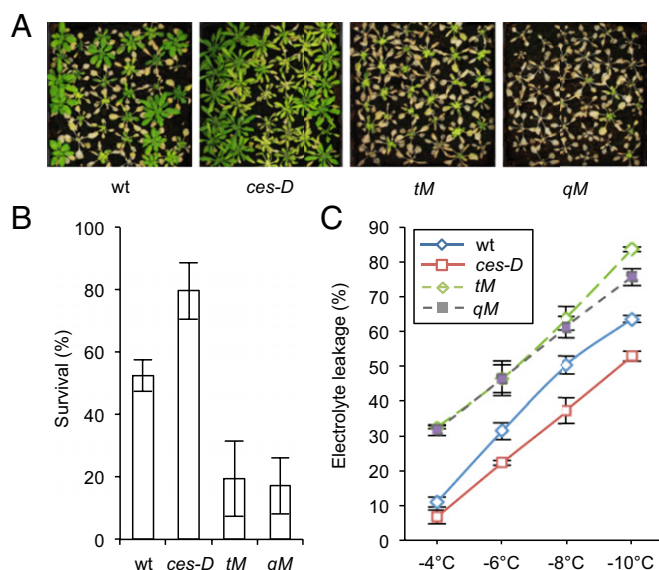 A
wt ces-D tM qM
B
100
80
60
40
20
0
Survival (%)
wt ces-D tM qM
C
90
80
70
60
50
40
30
20
10
0
Electrolyte leakage (%)
wt
ces-D
tM
qM
-4°C -6°C -8°C -10°C